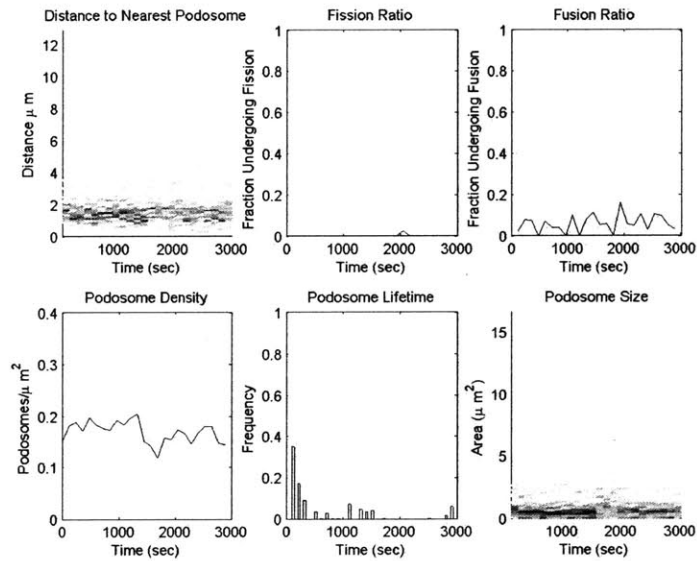 Distance to Nearest Podosome
Distance μ m
12
10
8
6
4
2
0
1000 2000 3000
Time (sec)
Fission Ratio
Fraction Undergoing Fission
1
0.8
0.6
0.4
0.2
0
0 1000 2000 3000
Time (sec)
Fusion Ratio
Fraction Undergoing Fusion
1
0.8
0.6
0.4
0.2
0
0 1000 2000 3000
Time (sec)
Podosome Density
Podosomes/μ m²
0.4
0.3
0.2
0.1
0
0 1000 2000 3000
Time (sec)
Podosome Lifetime
Frequency
1
0.8
0.6
0.4
0.2
0
0 1000 2000 3000
Time (sec)
Podosome Size
Area (μ m²)
15
10
5
0
1000 2000 3000
Time (sec)